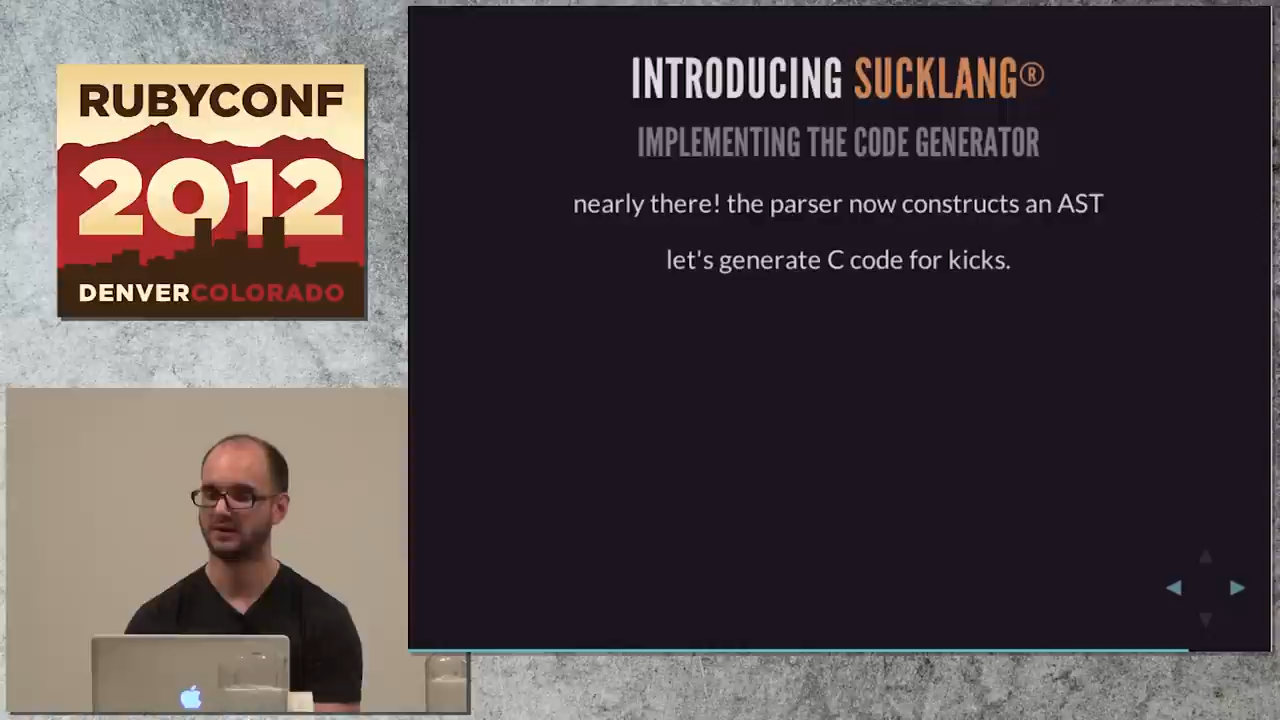 RUBYCONF
2012
DENVERCOLORADO
INTRODUCING SUCKLANG®
IMPLEMENTING THE CODE GENERATOR
nearly there! the parser now constructs an AST
let's generate C code for kicks.